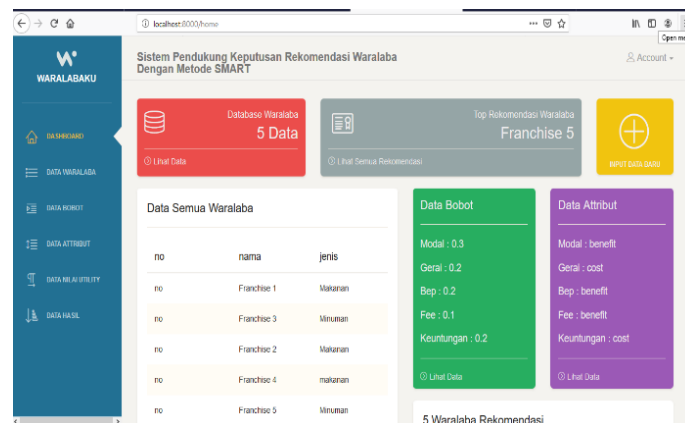 localhost:8000/home
Open me
WARALABAKU
Sistem Pendukung Keputusan Rekomendasi Waralaba
Dengan Metode SMART
Account
DASHBOARD
DATA WARALABA
DATA BOBOT
DATA ATTRIBUT
DATA NILAI UTILITY
DATA HASIL
Database Waralaba
5 Data
Lihat Data
Top Rekomendasi Waralaba
Franchise 5
Lihat Semua Rekomendasi
INPUT DATA BARU
Data Semua Waralaba
no nama jenis
no Franchise 1 Makanan
no Franchise 3 Minuman
no Franchise 2 Makanan
no Franchise 4 makanan
no Franchise 5 Minuman
Data Bobot
Modal : 0.3
Gerai : 0.2
Bep : 0.2
Fee : 0.1
Keuntungan : 0.2
Lihat Data
Data Attribut
Modal : benefit
Gerai : cost
Bep : benefit
Fee : benefit
Keuntungan : cost
Lihat Data
5 Waralaba Rekomendasi